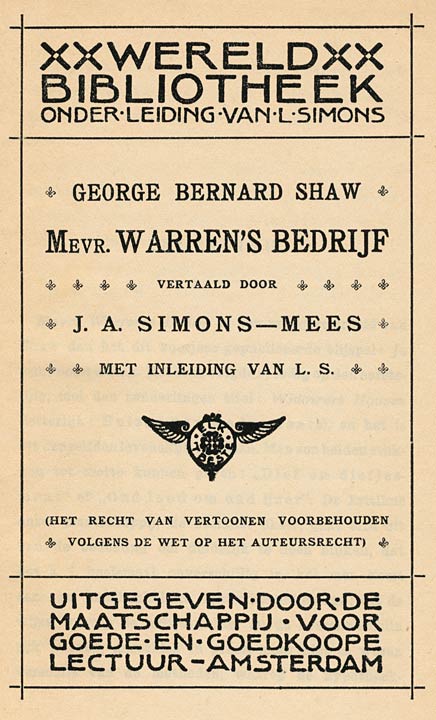 XXWERELDXX
BIBLIOTHEEK
ONDER·LEIDING·VAN·L·SIMONS
GEORGE BERNARD SHAW
MEVR. WARREN'S BEDRIJF
VERTAALD DOOR
J. A. SIMONS—MEES
MET INLEIDING VAN L. S.
ELCK
(HET RECHT VAN VERTOONEN VOORBEHOUDEN
VOLGENS DE WET OP HET AUTEURSRECHT)
UITGEGEVEN·DOOR·DE
MAATSCHAPPIJ·VOOR
GOEDE·EN·GOEDKOOPE
LECTUUR–AMSTERDAM